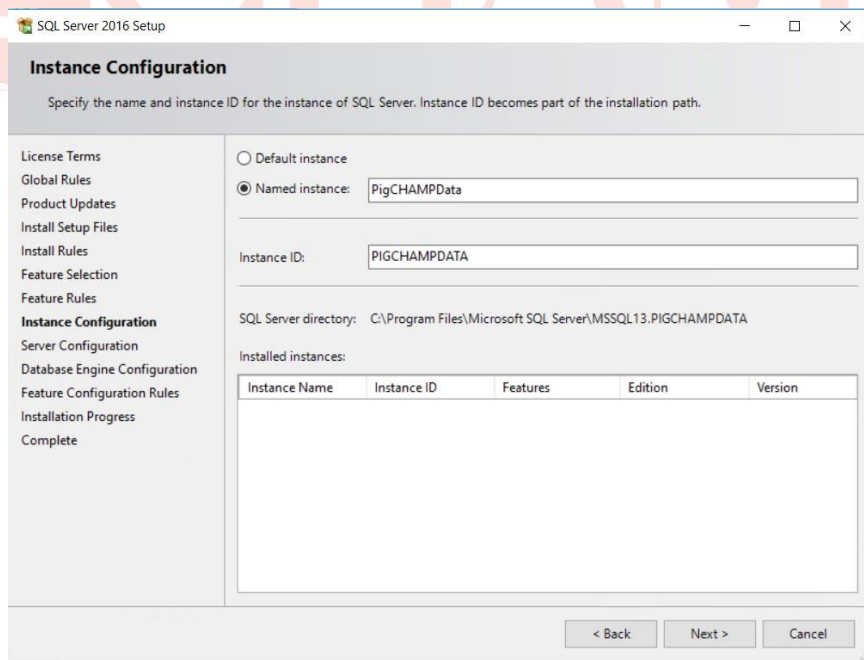 SQL Server 2016 Setup
Instance Configuration
Specify the name and instance ID for the instance of SQL Server. Instance ID becomes part of the installation path.
License Terms
Global Rules
Product Updates
Install Setup Files
Install Rules
Feature Selection
Feature Rules
Instance Configuration
Server Configuration
Database Engine Configuration
Feature Configuration Rules
Installation Progress
Complete
Default instance
Named instance: PigCHAMPData
Instance ID: PIGCHAMPDATA
SQL Server directory: C:\Program Files\Microsoft SQL Server\MSSQL13.PIGCHAMPDATA
Installed instances:
Instance Name Instance ID Features Edition Version
< Back Next > Cancel